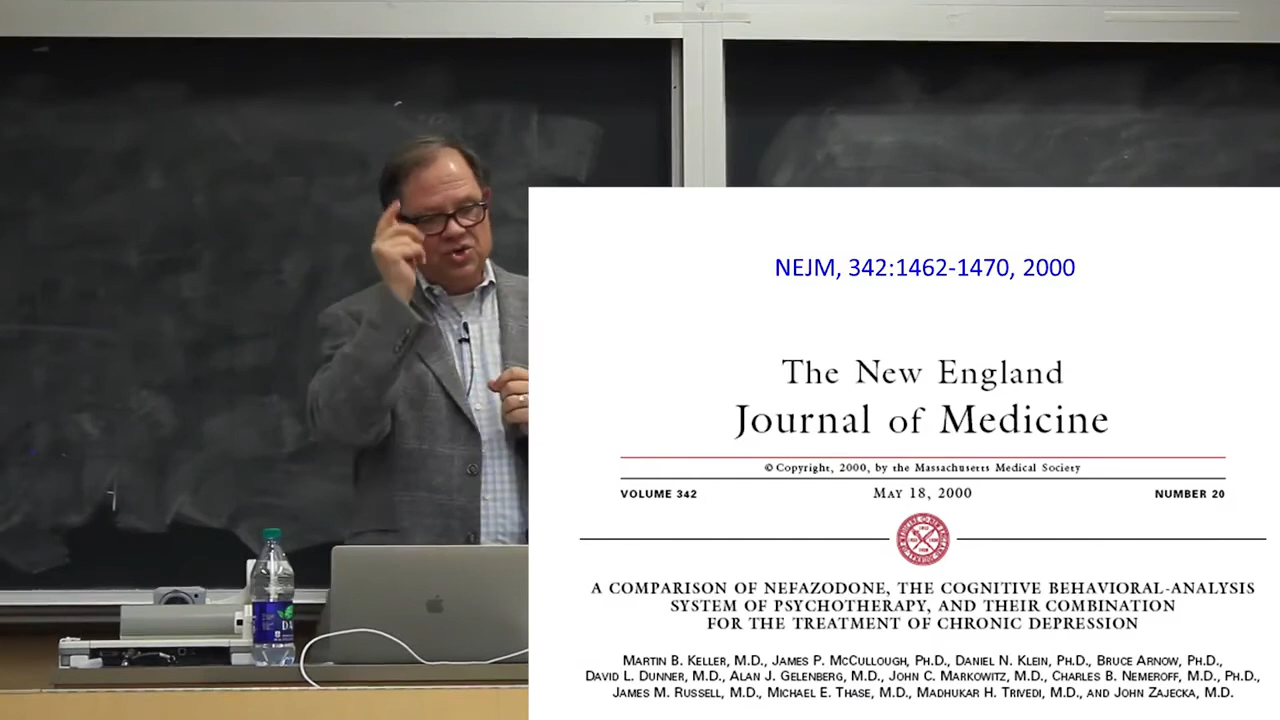 NEJM, 342:1462-1470, 2000
The New England
Journal of Medicine
© Copyright, 2000, by the Massachusetts Medical Society
VOLUME 342 MAY 18, 2000 NUMBER 20
A COMPARISON OF NEFAZODONE, THE COGNITIVE BEHAVIORAL-ANALYSIS
SYSTEM OF PSYCHOTHERAPY, AND THEIR COMBINATION
FOR THE TREATMENT OF CHRONIC DEPRESSION
MARTIN B. KELLER, M.D., JAMES P. MCCULLOUGH, PH.D., DANIEL N. KLEIN, PH.D., BRUCE ARNOW, PH.D.,
DAVID L. DUNNER, M.D., ALAN J. GELENBERG, M.D., JOHN C. MARKOWITZ, M.D., CHARLES B. NEMEROFF, M.D., PH.D.,
JAMES M. RUSSELL, M.D., MICHAEL E. THASE, M.D., MADHUKAR H. TRIVEDI, M.D., AND JOHN ZAJECKA, M.D.